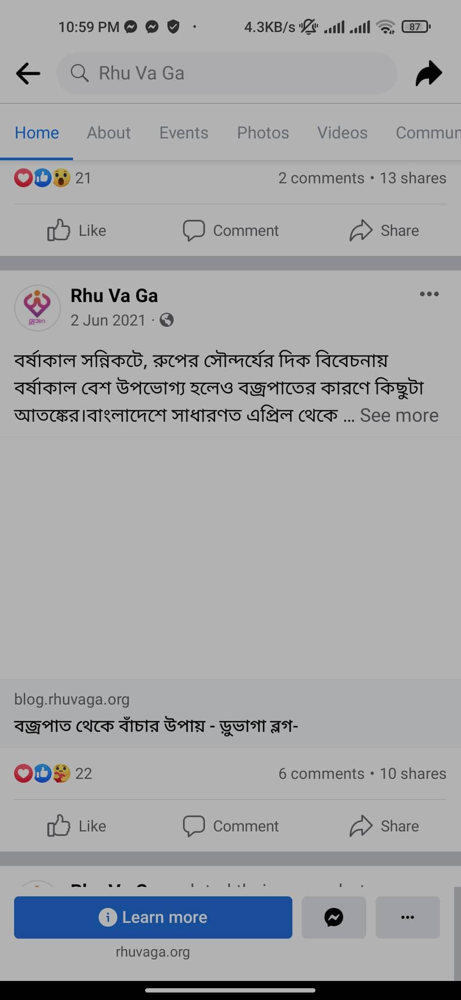 10:59 PM 4.3KB/s 87
Rhu Va Ga
Home About Events Photos Videos Commun
21 2 comments • 13 shares
Like Comment Share
Rhu Va Ga
2 Jun 2021 ·
বর্ষাকাল সন্নিকটে, রুপের সৌন্দর্যের দিক বিবেচনায়
বর্ষাকাল বেশ উপভোগ্য হলেও বজ্রপাতের কারণে কিছুটা
আতঙ্কের।বাংলাদেশে সাধারণত এপ্রিল থেকে ... See more
blog.rhuvaga.org
বজ্রপাত থেকে বাঁচার উপায় - ড়ুভাগা ব্লগ-
22 6 comments • 10 shares
Like Comment Share
Learn more
rhuvaga.org